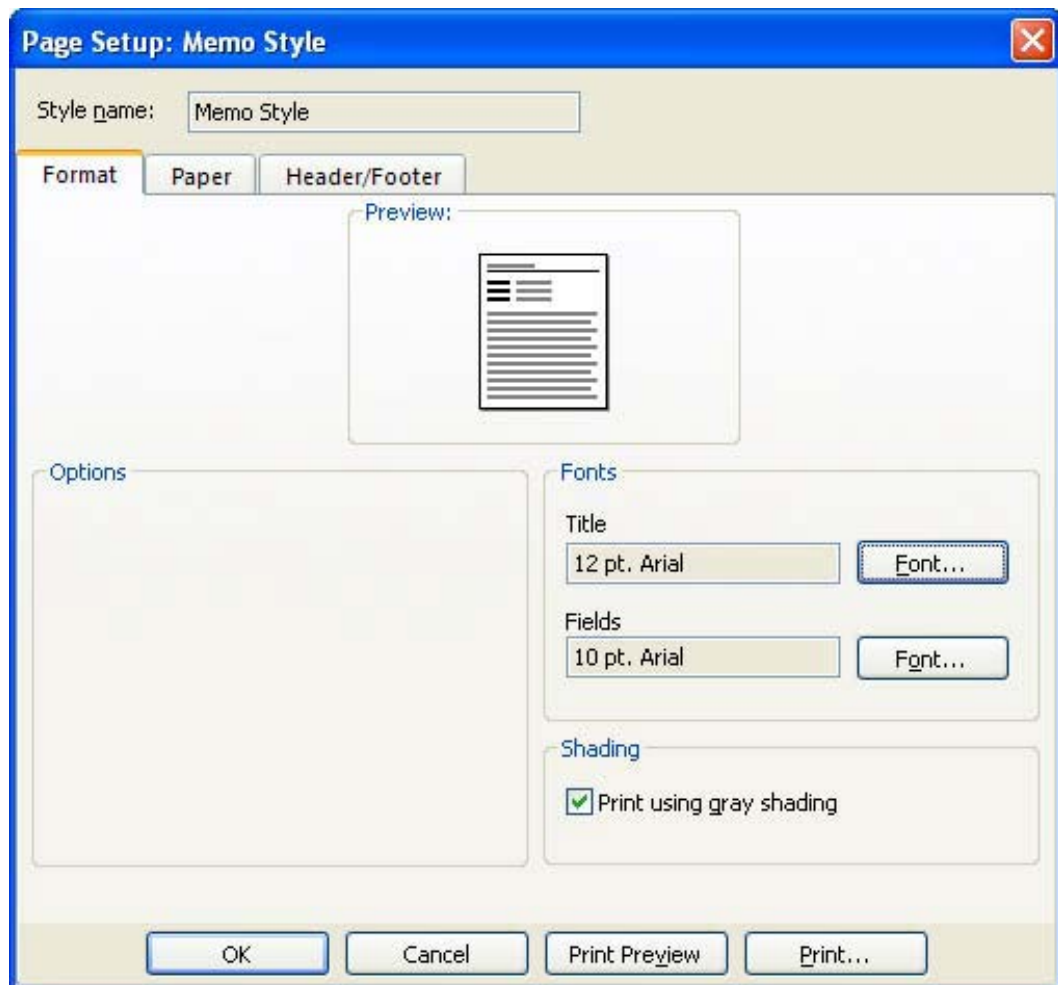 Page Setup: Memo Style
Style name: Memo Style
Format Paper Header/Footer
Preview:
Options
Fonts
Title
12 pt. Arial Font...
Fields
10 pt. Arial Font...
Shading
Print using gray shading
OK Cancel Print Preview Print...